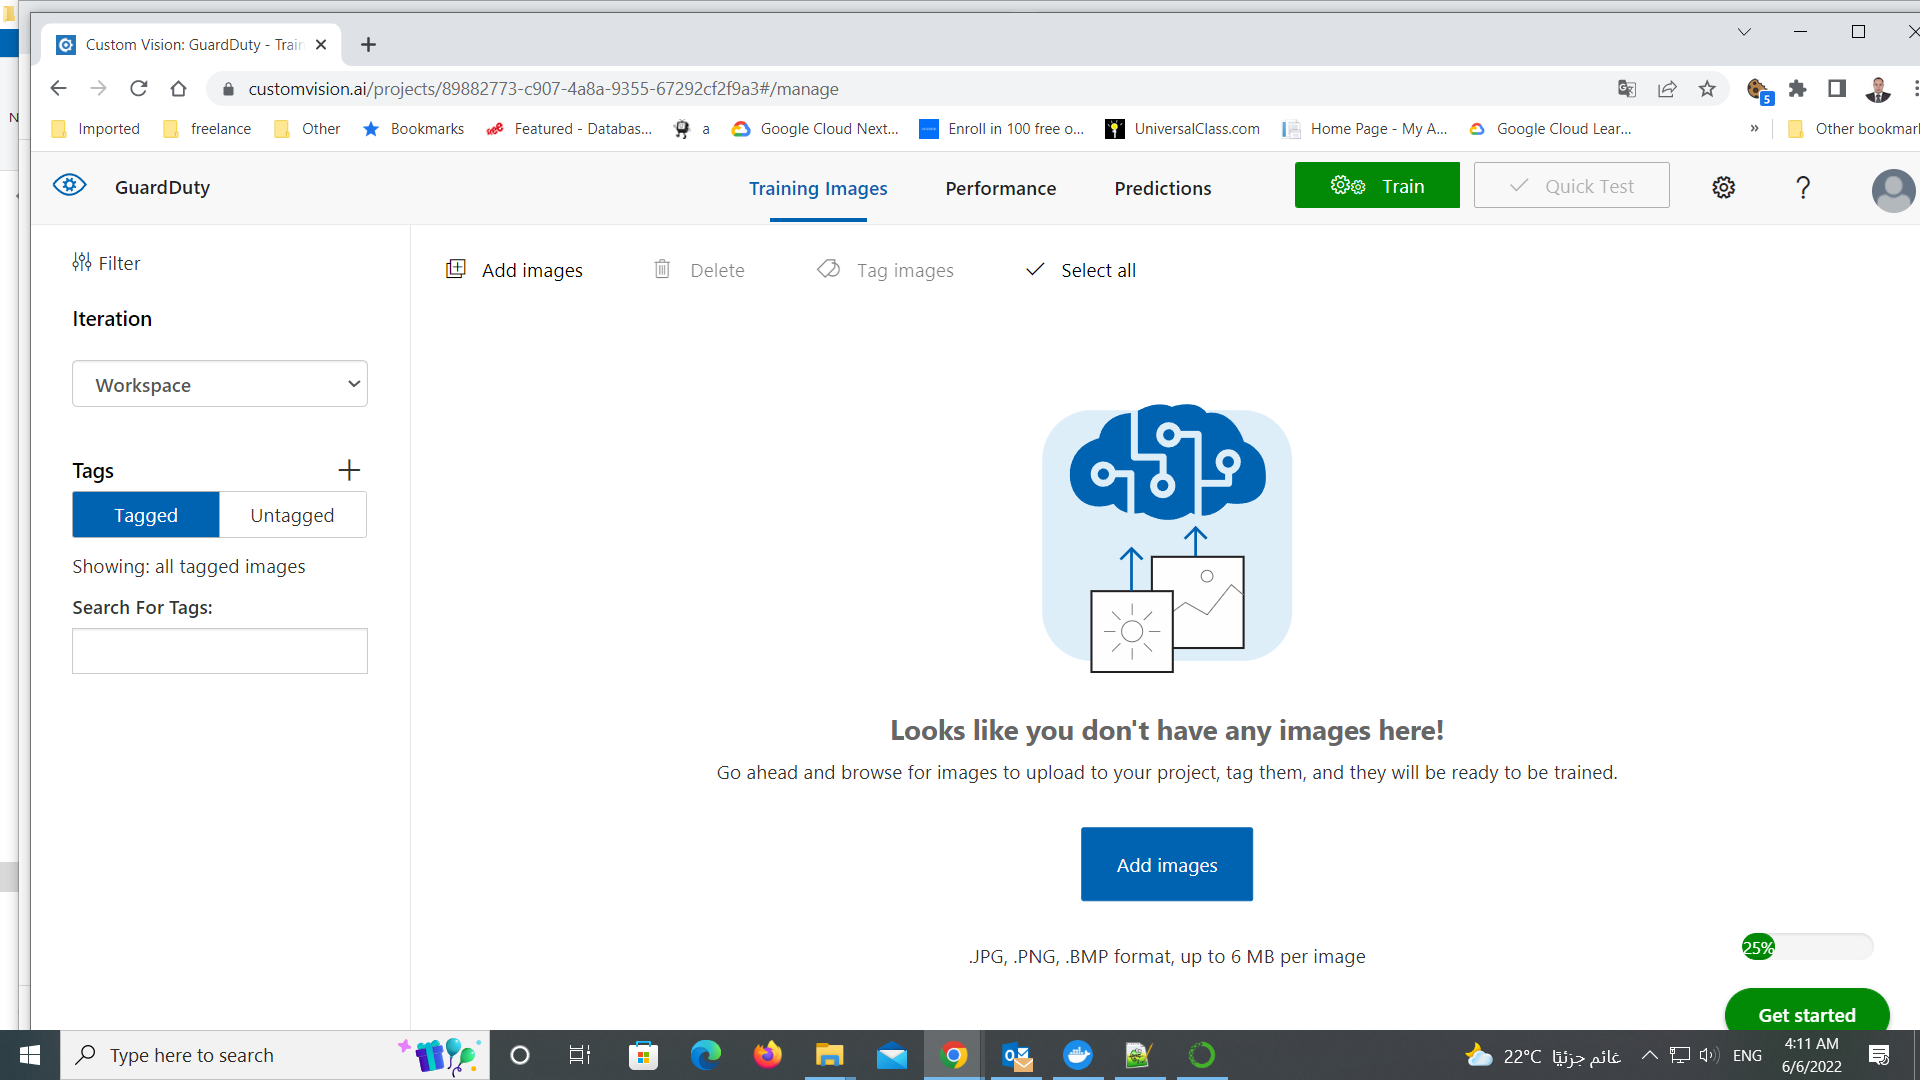 Custom Vision: GuardDuty - Train
customvision.ai/projects/89882773-c907-4a8a-9355-67292cf2f9a3#/manage
5
Imported
freelance
Other
Bookmarks
Featured - Databas...
a
Google Cloud Next...
Enroll in 100 free o...
UniversalClass.com
Home Page - My A...
Google Cloud Lear...
»
Other bookmar
N
GuardDuty
Training Images
Performance
Predictions
Train
Quick Test
?
Filter
Add images
Delete
Tag images
Select all
Iteration
Workspace
Tags
Tagged
Untagged
Showing: all tagged images
Search For Tags:
Looks like you don't have any images here!
Go ahead and browse for images to upload to your project, tag them, and they will be ready to be trained.
Add images
.JPG, .PNG, .BMP format, up to 6 MB per image
25%
Get started
Type here to search
22°C غائم جزئيًا
ENG
4:11 AM
6/6/2022